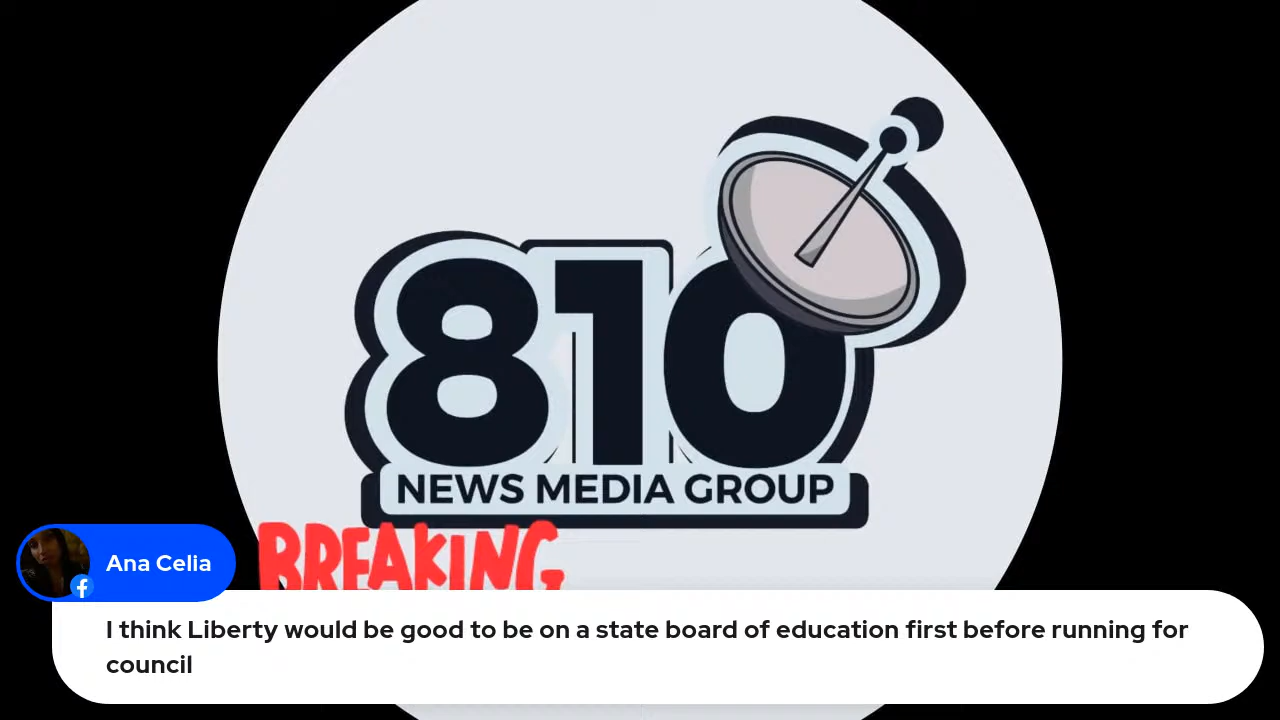 810
NEWS MEDIA GROUP
BREAKING
Ana Celia
I think Liberty would be good to be on a state board of education first before running for
council